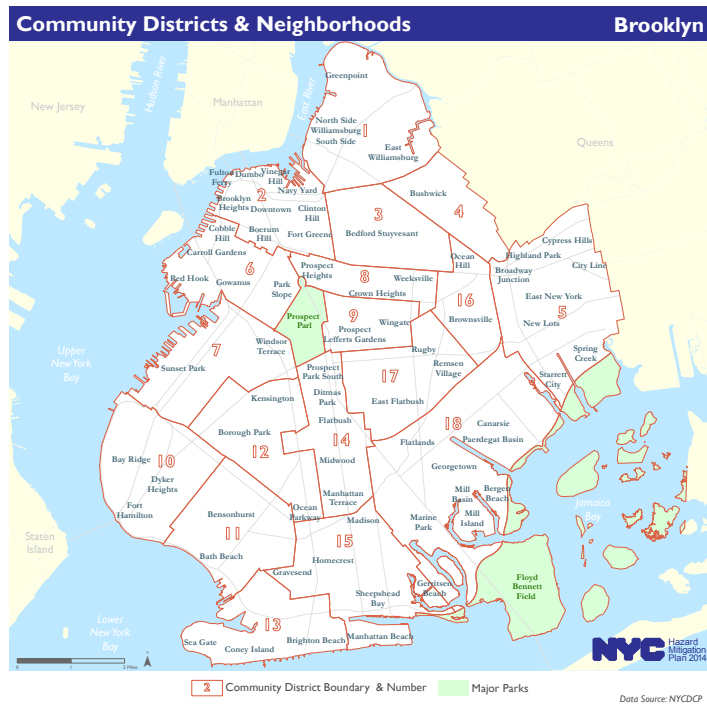 Community Districts & Neighborhoods
Brooklyn
New Jersey
Hudson River
Manhattan
East River
Queens
Greenpoint
North Side
Williamsburg
South Side
1
East
Williamsburg
Fulton
Ferry
Dumbo
Vinegar
Hill
2
Navy Yard
Brooklyn
Heights
Downtown
Clinton
Hill
Cobble
Hill
Boerum
Hill
Fort Greene
3
Bedford Stuyvesant
Bushwick
4
Carroll Gardens
6
Red Hook
Gowanus
Park
Slope
Prospect
Heights
8
Weeksville
Crown Heights
Ocean
Hill
Cypress Hills
Highland Park
City Line
Broadway
Junction
East New York
5
New Lots
Spring
Creek
Starrett
City
16
Brownsville
Prospect
Parl
9
Wingate
Prospect
Lefferts Gardens
Windsor
Terrace
7
Sunset Park
Upper
New York
Bay
Rugby
Remsen
Village
Prospect
Park South
17
East Flatbush
Kensington
Ditmas
Park
Flatbush
14
Midwood
Manhattan
Terrace
Borough Park
12
18
Canarsie
Paerdegat Basin
Flatlands
Georgetown
Bergen
Beach
Mill
Basin
Mill
Island
Marine
Park
Jamaica
Bay
Bay Ridge
10
Dyker
Heights
Fort
Hamilton
Bensonhurst
11
Bath Beach
Ocean
Parkway
Madison
15
Homecrest
Gravesend
Sheepshead
Bay
Gerritsen
Beach
Floyd
Bennett
Field
Staten
Island
Lower
New York
Bay
13
Sea Gate
Coney Island
Brighton Beach
Manhattan Beach
0 1 2 Miles
N
NYC
Hazard
Mitigation
Plan 2014
2 Community District Boundary & Number
Major Parks
Data Source: NYCDCP